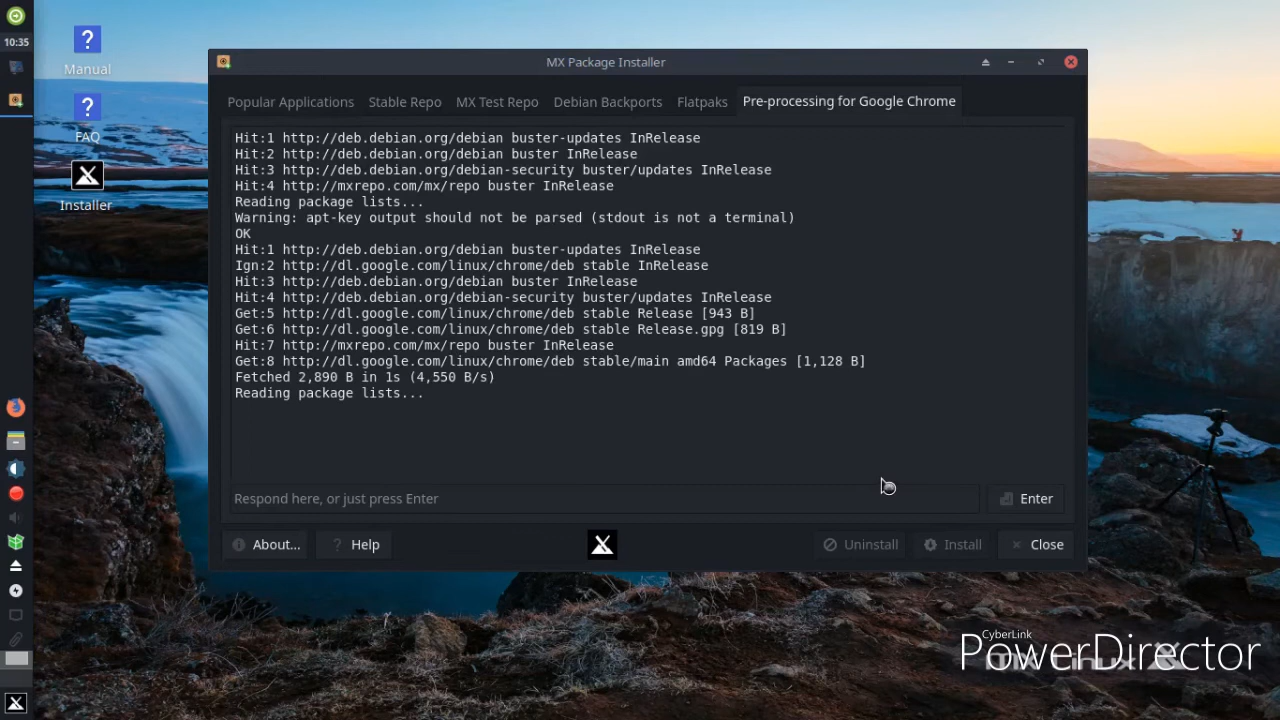 10:35
Manual
FAQ
Installer
MX Package Installer
Popular Applications Stable Repo MX Test Repo Debian Backports Flatpaks Pre-processing for Google Chrome
Hit:1 http://deb.debian.org/debian buster-updates InRelease
Hit:2 http://deb.debian.org/debian buster InRelease
Hit:3 http://deb.debian.org/debian-security buster/updates InRelease
Hit:4 http://mxrepo.com/mx/repo buster InRelease
Reading package lists...
Warning: apt-key output should not be parsed (stdout is not a terminal)
OK
Hit:1 http://deb.debian.org/debian buster-updates InRelease
Ign:2 http://dl.google.com/linux/chrome/deb stable InRelease
Hit:3 http://deb.debian.org/debian buster InRelease
Hit:4 http://deb.debian.org/debian-security buster/updates InRelease
Get:5 http://dl.google.com/linux/chrome/deb stable Release [943 B]
Get:6 http://dl.google.com/linux/chrome/deb stable Release.gpg [819 B]
Hit:7 http://mxrepo.com/mx/repo buster InRelease
Get:8 http://dl.google.com/linux/chrome/deb stable/main amd64 Packages [1,128 B]
Fetched 2,890 B in 1s (4,550 B/s)
Reading package lists...
Respond here, or just press Enter Enter
About... ? Help Uninstall Install Close
CyberLink
PowerDirector